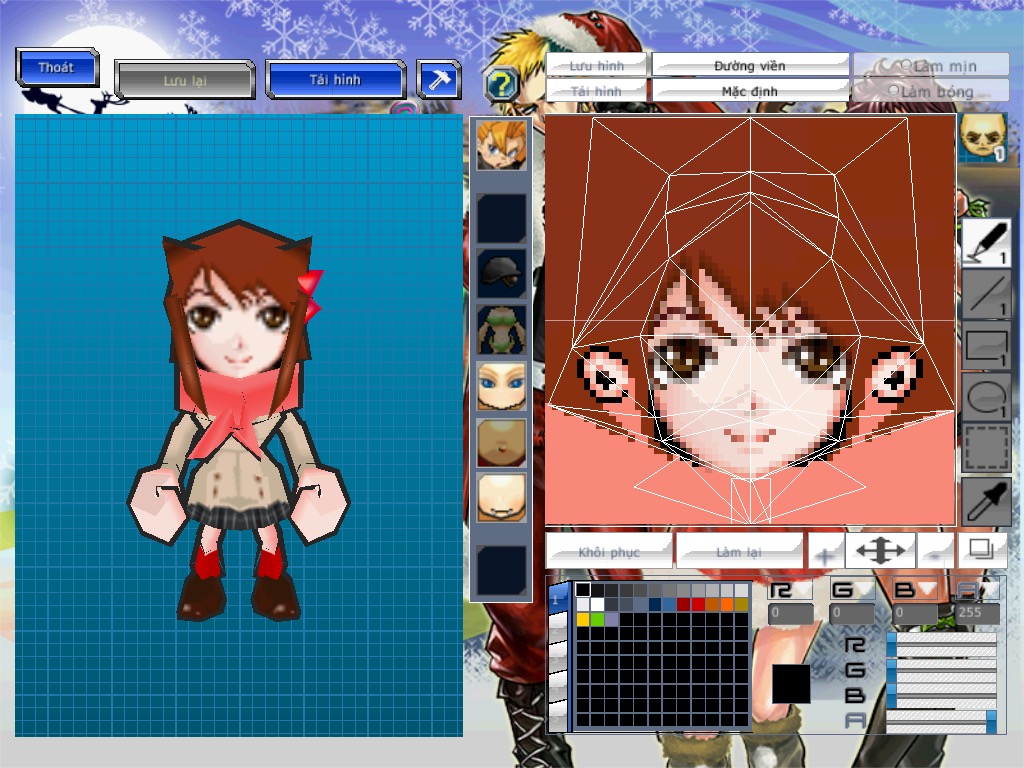 Thoát
Lưu lại
Tải hình
?
Lưu hình
Đường viền
Làm mịn
Tải hình
Mặc định
Làm bóng
1
1
1
1
1
Khôi phục
Làm lại
+
-
1
R G B A
0 0 0 255
R
G
B
A